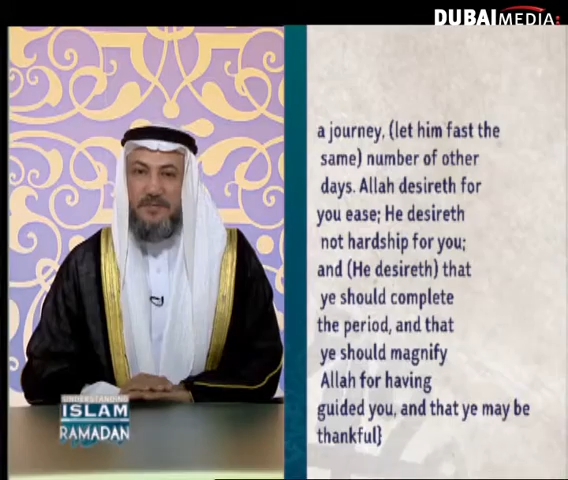 DUBAI MEDIA
a journey, (let him fast the
same) number of other
days. Allah desireth for
you ease; He desireth
not hardship for you;
and (He desireth) that
ye should complete
the period, and that
ye should magnify
Allah for having
guided you, and that ye may be
thankful}
UNDERSTANDING
ISLAM
RAMADAN